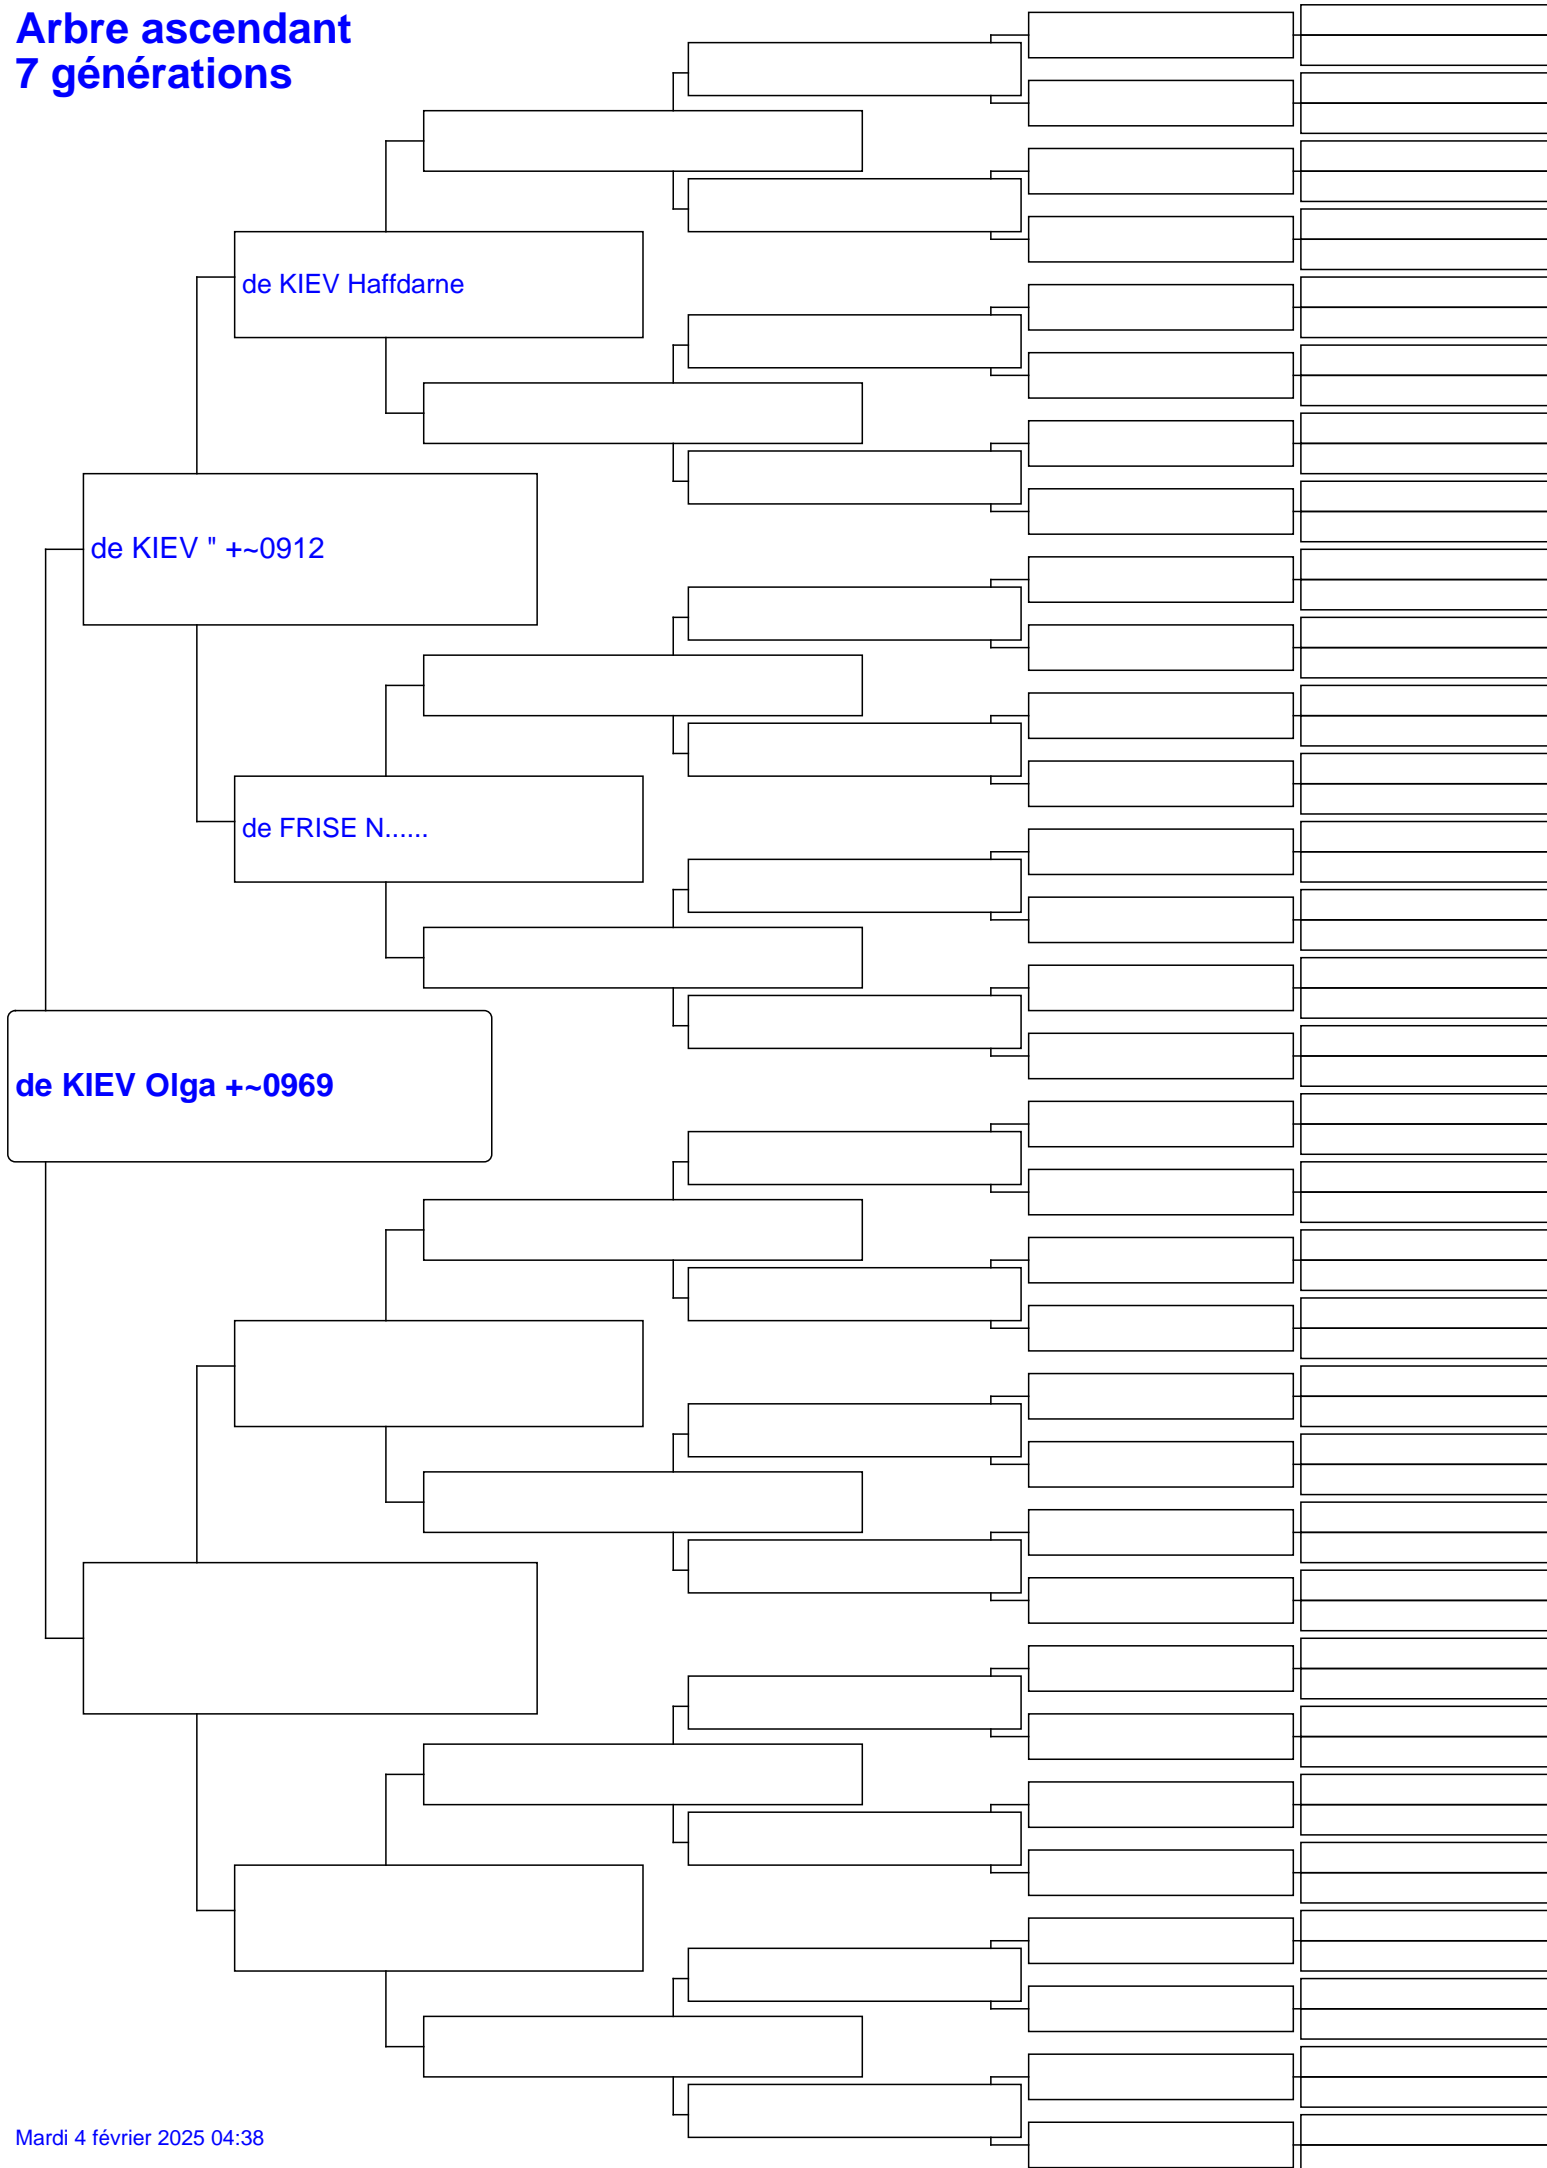 Arbre ascendant
7 générations
de KIEV Haffdarne
de KIEV " +~0912
de FRISE N......
de KIEV Olga +~0969
Mardi 4 février 2025 04:38